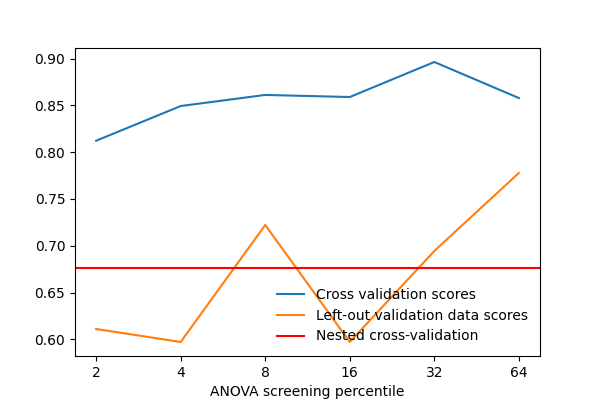 0.90
0.85
0.80
0.75
0.70
0.65
0.60
Cross validation scores
Left-out validation data scores
Nested cross-validation
2 4 8 16 32 64
ANOVA screening percentile